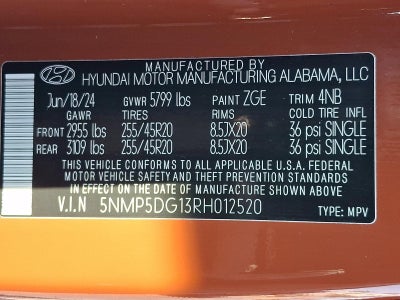 MANUFACTURED BY
HYUNDAI MOTOR MANUFACTURING ALABAMA, LLC
Jun/18/24 GVWR 5799 lbs PAINT ZGE TRIM 4NB
GAWR TIRES RIMS COLD TIRE INFL
FRONT 2955 lbs 255/45R20 8.5JX20 36 psi SINGLE
REAR 3109 lbs 255/45R20 8.5JX20 36 psi SINGLE
THIS VEHICLE CONFORMS TO ALL APPLICABLE U.S.A. FEDERAL
MOTOR VEHICLE SAFETY AND THEFT PREVENTION STANDARDS
IN EFFECT ON THE DATE OF MANUFACTURE SHOWN ABOVE.
V.I.N 5NMP5DG13RH012520 TYPE: MPV